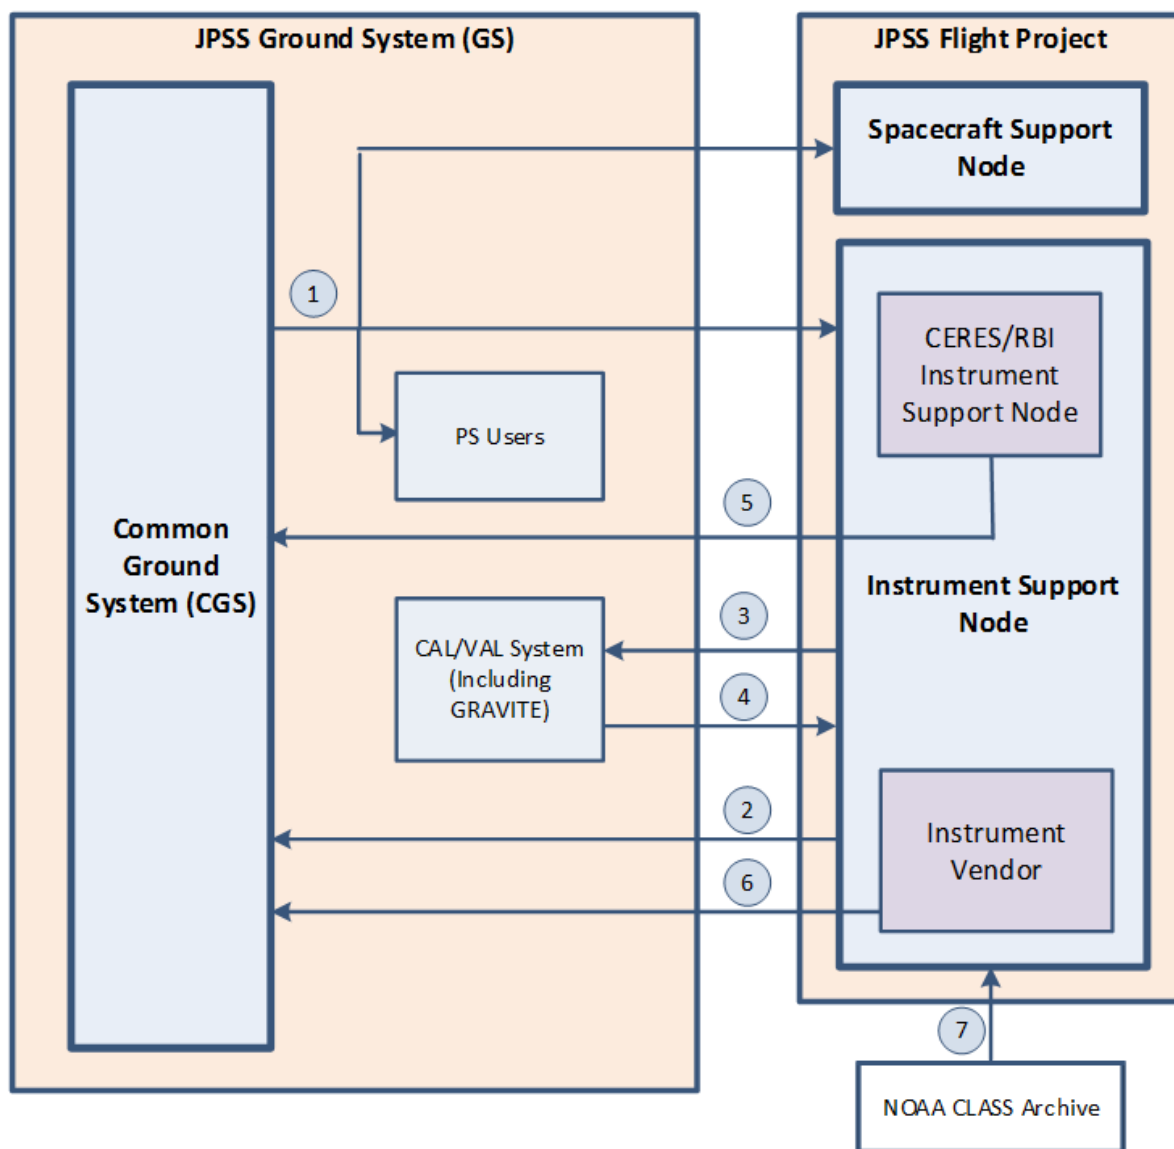 JPSS Ground System (GS)
JPSS Flight Project
Spacecraft Support
Node
1
CERES/RBI
Instrument
Support Node
PS Users
5
Common
Ground
System (CGS)
Instrument Support
Node
3
CAL/VAL System
(Including
GRAVITE)
4
2
Instrument
Vendor
6
7
NOAA CLASS Archive